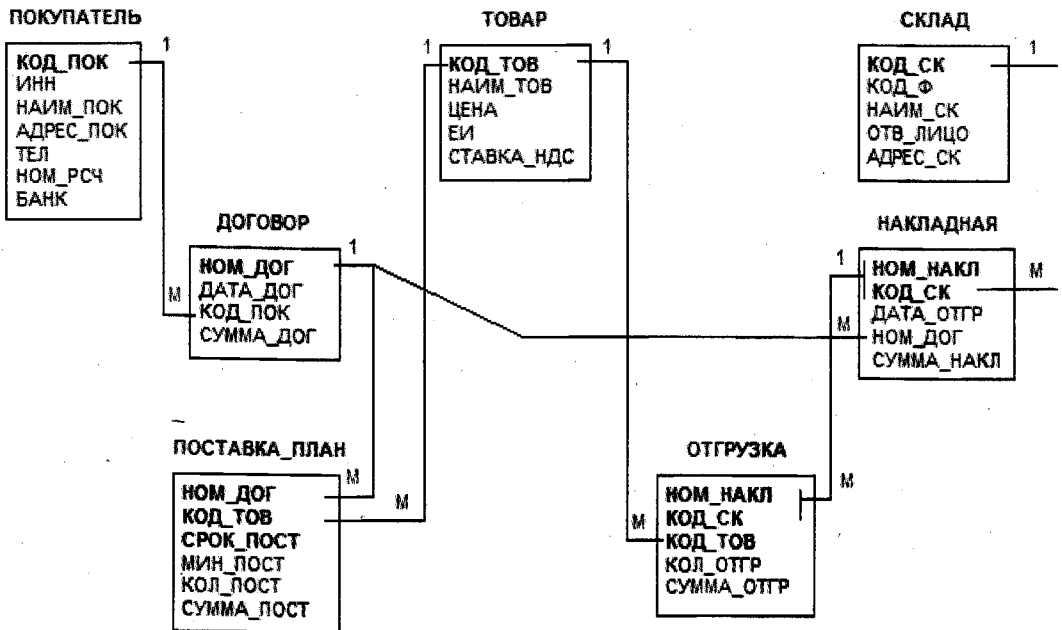 ПОКУПАТЕЛЬ
1
КОД_ПОК
ИНН
НАИМ_ПОК
АДРЕС_ПОК
ТЕЛ
НОМ_РСЧ
БАНК
ТОВАР
1
1
КОД_ТОВ
НАИМ_ТОВ
ЦЕНА
ЕИ
СТАВКА_НДС
СКЛАД
1
КОД_СК
КОД_Ф
НАИМ_СК
ОТВ_ЛИЦО
АДРЕС_СК
ДОГОВОР
1
М
НОМ_ДОГ
ДАТА_ДОГ
КОД_ПОК
СУММА_ДОГ
НАКЛАДНАЯ
1
М
М
НОМ_НАКЛ
КОД_СК
ДАТА_ОТГР
НОМ_ДОГ
СУММА_НАКЛ
ПОСТАВКА_ПЛАН
М
М
НОМ_ДОГ
КОД_ТОВ
СРОК_ПОСТ
МИН_ПОСТ
КОЛ_ПОСТ
СУММА_ПОСТ
ОТГРУЗКА
М
М
НОМ_НАКЛ
КОД_СК
КОД_ТОВ
КОЛ_ОТГР
СУММА_ОТГР